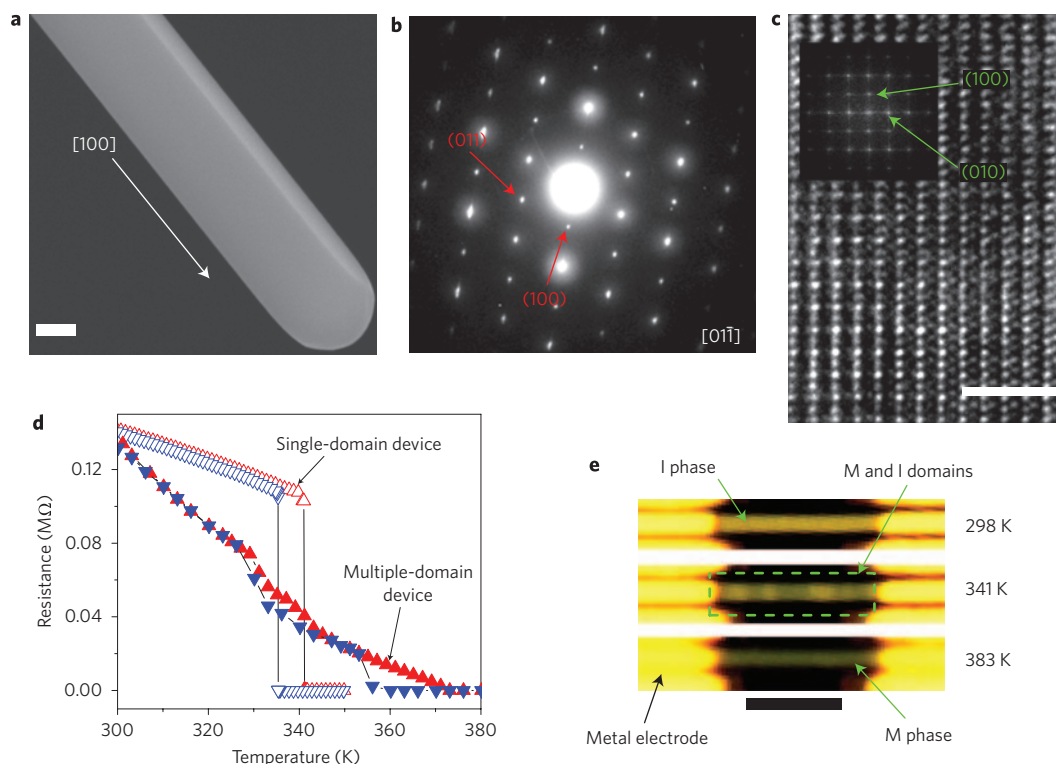 a
[100]
b
(011)
(100)
[011̄]
c
(100)
(010)
d
Single-domain device
Multiple-domain
device
Resistance (MΩ)
0.12
0.08
0.04
0.00
300
320
340
360
380
Temperature (K)
e
I phase
M and I domains
298 K
341 K
383 K
Metal electrode
M phase